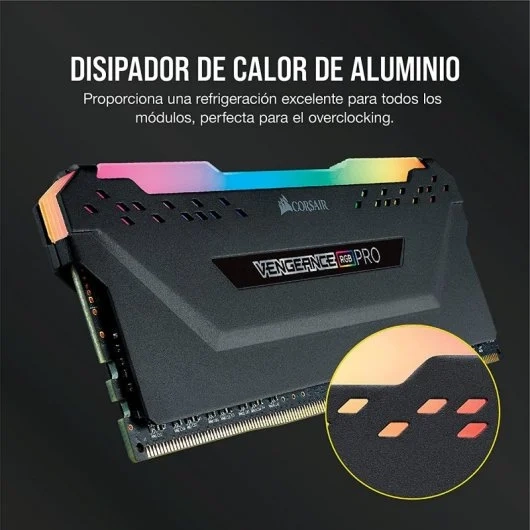 DISIPADOR DE CALOR DE ALUMINIO
Proporciona una refrigeración excelente para todos los
módulos, perfecta para el overclocking.
CORSAIR
VENGEANCE RGB PRO